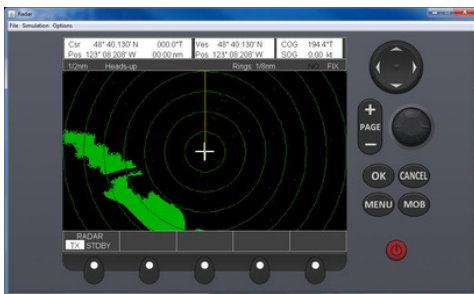 Radar
File Simulation Options
Csr 48° 40.130' N 000.0°T
Pos 123° 08.208' W 00.00 nm
Ves 48° 40.130' N
Pos 123° 08.208' W
COG 194.4°T
SOG 0.00 kt
1/2nm Heads-up Rings: 1/8nm NO FIX
PAGE
OK CANCEL
MENU MOB
RADAR
TX STDBY